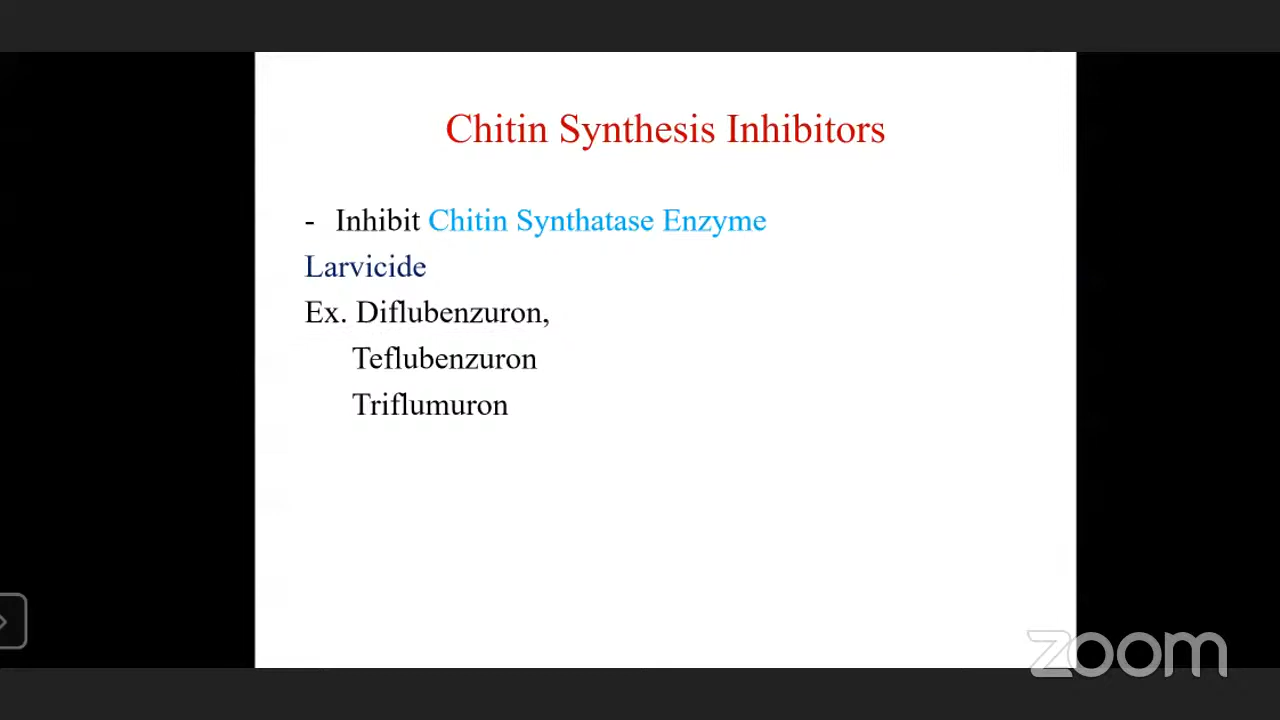 Chitin Synthesis Inhibitors
- Inhibit Chitin Synthatase Enzyme
Larvicide
Ex. Diflubenzuron,
Teflubenzuron
Triflumuron
zoom